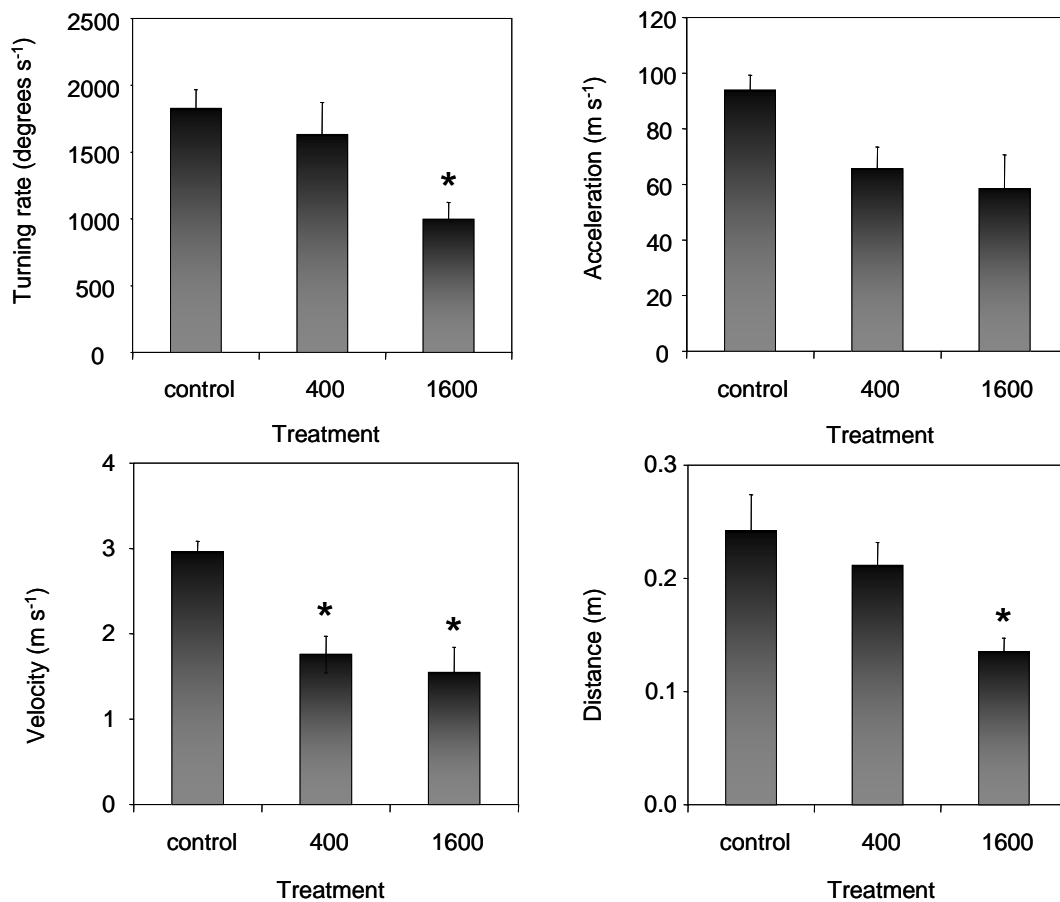 Turning rate (degrees s-1)
2500
2000
1500
1000
500
0
*
control 400 1600
Treatment
Acceleration (m s-1)
120
100
80
60
40
20
0
control 400 1600
Treatment
Velocity (m s-1)
4
3
2
1
0
* *
control 400 1600
Treatment
Distance (m)
0.3
0.2
0.1
0.0
*
control 400 1600
Treatment